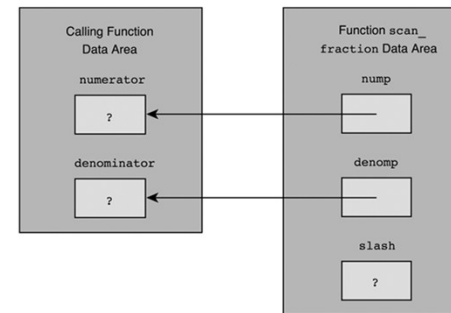 Calling Function
Data Area
numerator
?
denominator
?
Function scan_
fraction Data Area
nump
denomp
slash
?